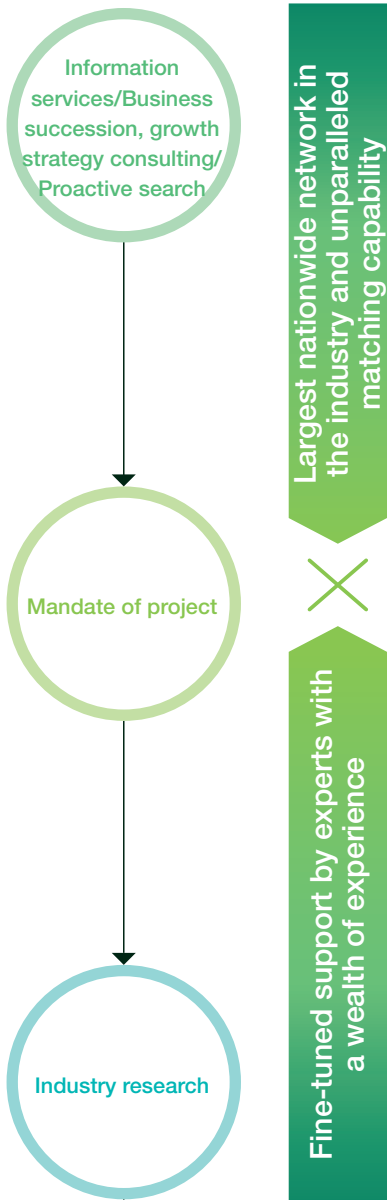 Information
services/Business
succession, growth
strategy consulting/
Proactive search
Largest nationwide network in
the industry and unparalleled
matching capability
Mandate of project
Fine-tuned support by experts with
a wealth of experience
Industry research